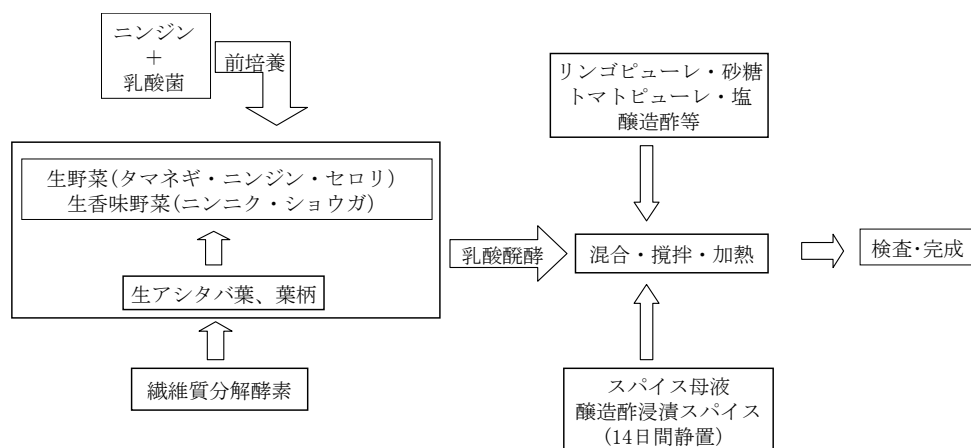 ニンジン
+
乳酸菌
前培養
リンゴピューレ・砂糖
トマトピューレ・塩
醸造酢等
生野菜(タマネギ・ニンジン・セロリ)
生香味野菜(ニンニク・ショウガ)
乳酸醗酵
混合・撹拌・加熱
検査・完成
生アシタバ葉、葉柄
繊維質分解酵素
スパイス母液
醸造酢浸漬スパイス
(14日間静置)